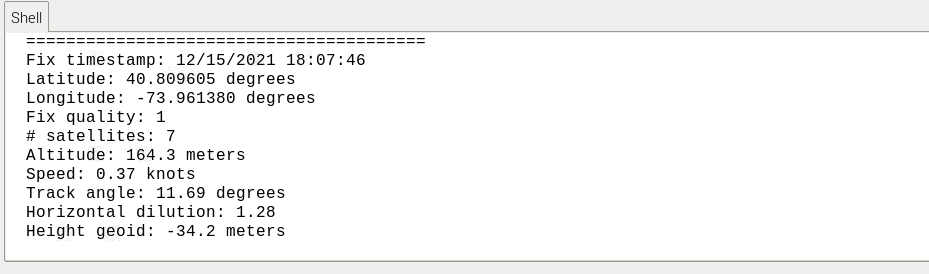 Shell
========================================
Fix timestamp: 12/15/2021 18:07:46
Latitude: 40.809605 degrees
Longitude: -73.961380 degrees
Fix quality: 1
# satellites: 7
Altitude: 164.3 meters
Speed: 0.37 knots
Track angle: 11.69 degrees
Horizontal dilution: 1.28
Height geoid: -34.2 meters